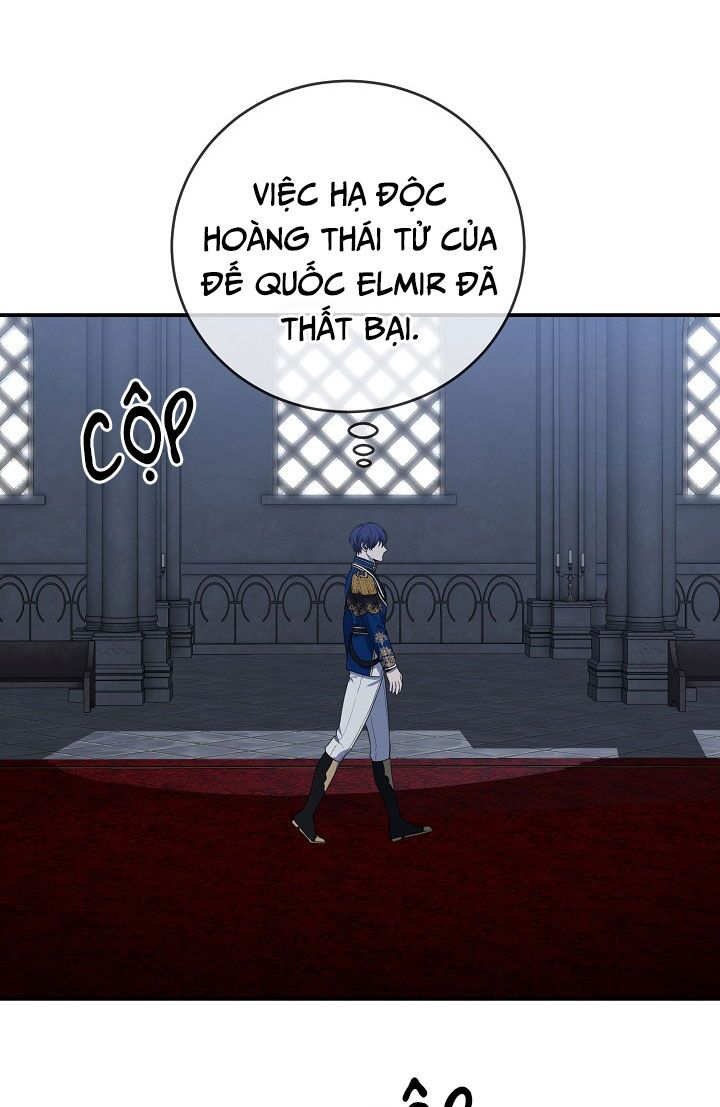 VIỆC HẠ ĐỘC
HOÀNG THÁI TỬ CỦA
ĐẾ QUỐC ELMIR ĐÃ
THẤT BẠI.
CỘP